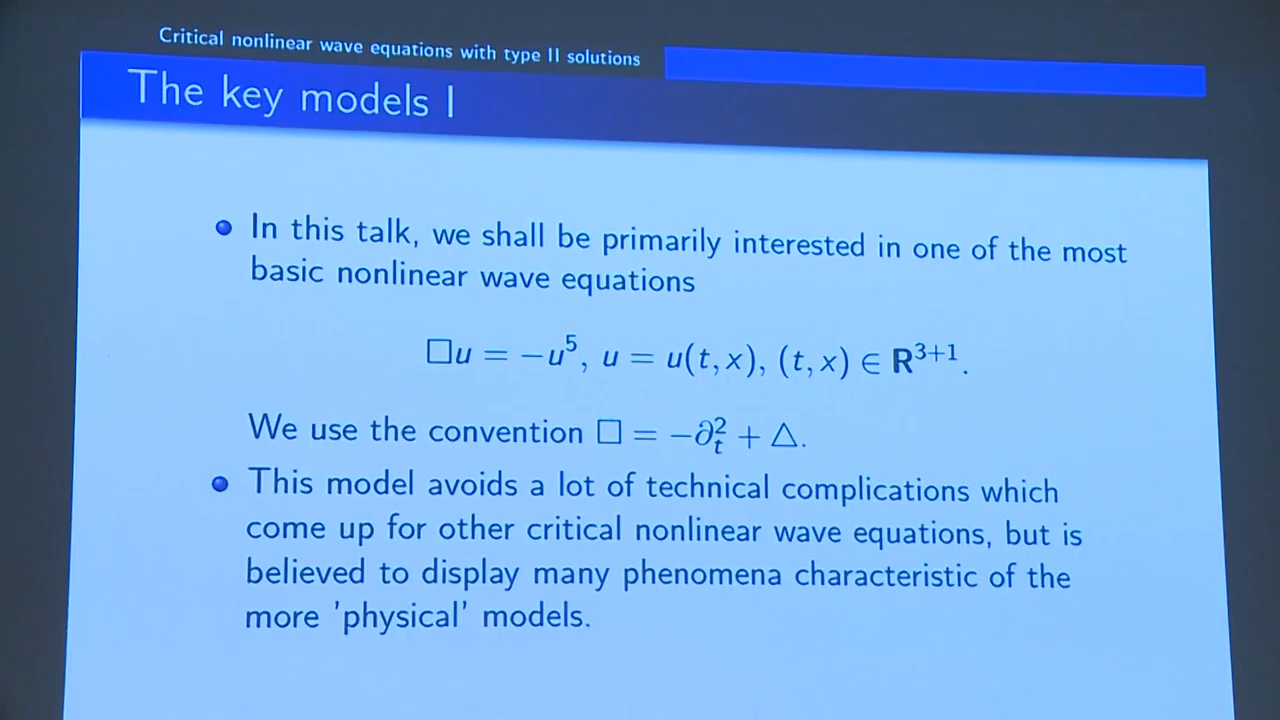 Critical nonlinear wave equations with type II solutions
The key models I
In this talk, we shall be primarily interested in one of the most
basic nonlinear wave equations
□u = −u⁵, u = u(t, x), (t, x) ∈ R³⁺¹.
We use the convention □ = −∂ₜ² + △.
This model avoids a lot of technical complications which
come up for other critical nonlinear wave equations, but is
believed to display many phenomena characteristic of the
more 'physical' models.